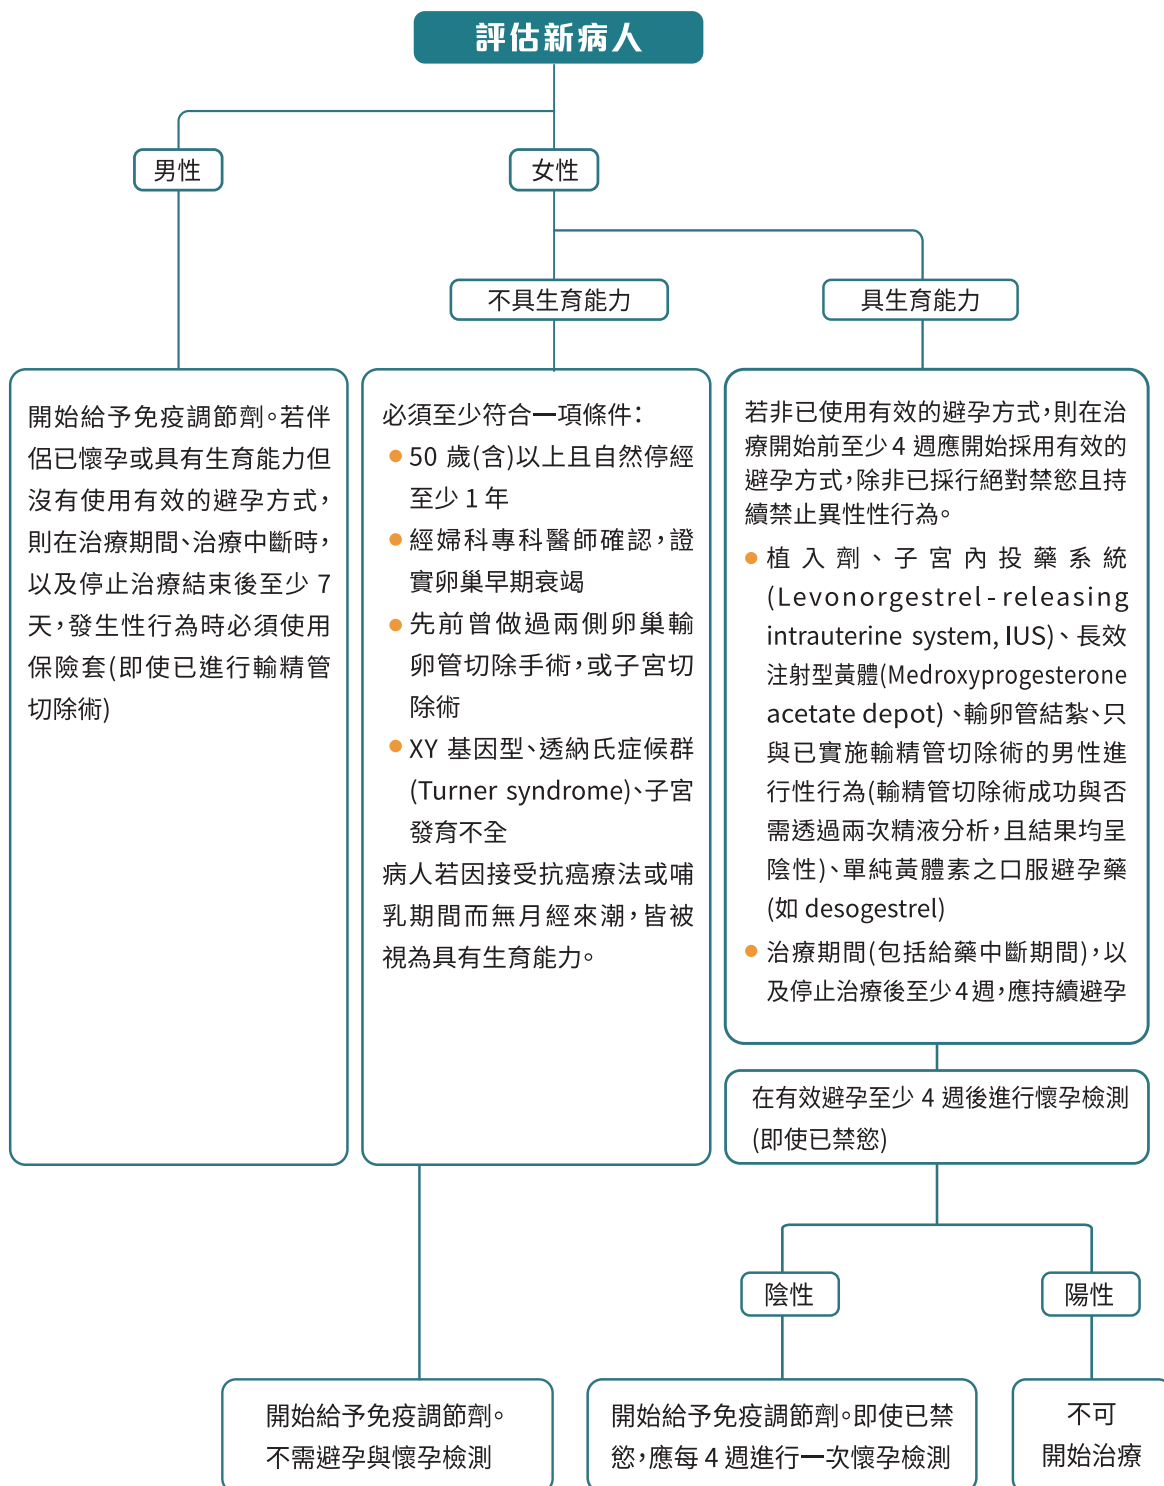 評估新病人
男性
女性
不具生育能力
具生育能力
開始給予免疫調節劑。若伴
侶已懷孕或具有生育能力但
沒有使用有效的避孕方式，
則在治療期間、治療中斷時，
以及停止治療結束後至少 7
天，發生性行為時必須使用
保險套(即使已進行輸精管
切除術)
必須至少符合一項條件：
● 50 歲(含)以上且自然停經
至少 1 年
● 經婦科專科醫師確認，證
實卵巢早期衰竭
● 先前曾做過兩側卵巢輸
卵管切除手術，或子宮切
除術
● XY 基因型、透納氏症候群
(Turner syndrome)、子宮
發育不全
病人若因接受抗癌療法或哺
乳期間而無月經來潮，皆被
視為具有生育能力。
若非已使用有效的避孕方式，則在治
療開始前至少 4 週應開始採用有效的
避孕方式，除非已採行絕對禁慾且持
續禁止異性性行為。
● 植入劑、子宮內投藥系統
(Levonorgestrel-releasing
intrauterine system, IUS)、長效
注射型黃體(Medroxyprogesterone
acetate depot) 、輸卵管結紮、只
與已實施輸精管切除術的男性進
行性行為(輸精管切除術成功與否
需透過兩次精液分析，且結果均呈
陰性)、單純黃體素之口服避孕藥
(如 desogestrel)
● 治療期間(包括給藥中斷期間)，以
及停止治療後至少 4 週，應持續避孕
在有效避孕至少 4 週後進行懷孕檢測
(即使已禁慾)
陰性
陽性
開始給予免疫調節劑。
不需避孕與懷孕檢測
開始給予免疫調節劑。即使已禁
慾，應每 4 週進行一次懷孕檢測
不可
開始治療